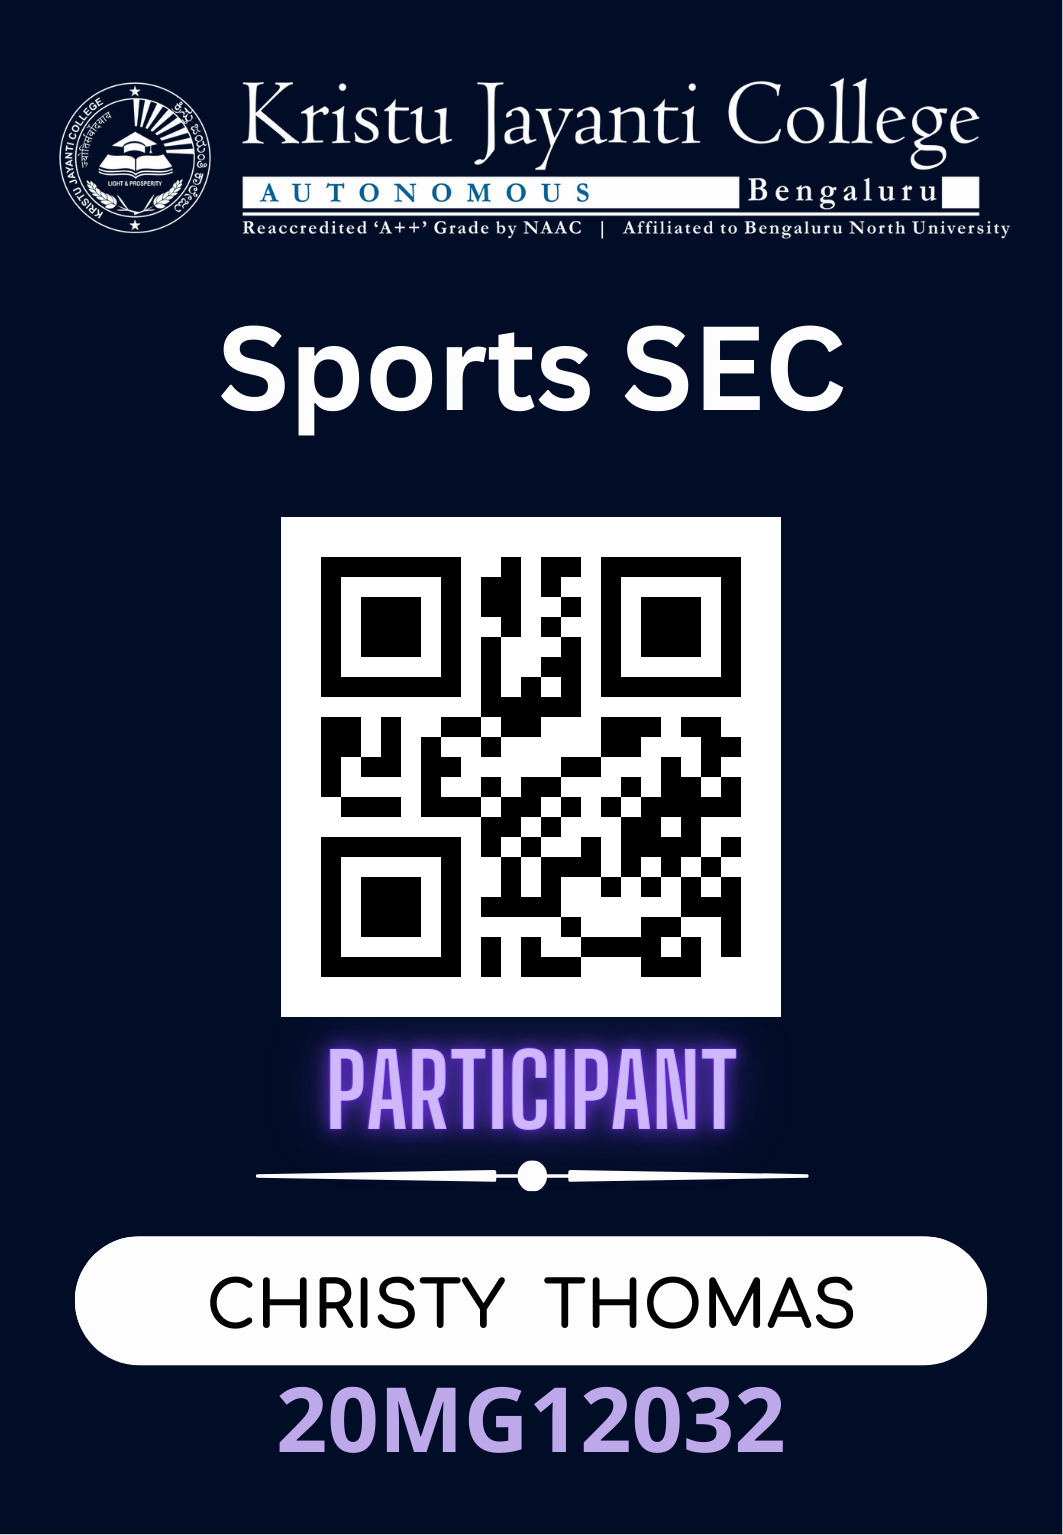 Kristu Jayanti College
AUTONOMOUS Bengaluru
Reaccredited ‘A++’ Grade by NAAC | Affiliated to Bengaluru North University
KRISTU JAYANTI COLLEGE
LIGHT & PROSPERITY
Sports SEC
PARTICIPANT
CHRISTY THOMAS
20MG12032